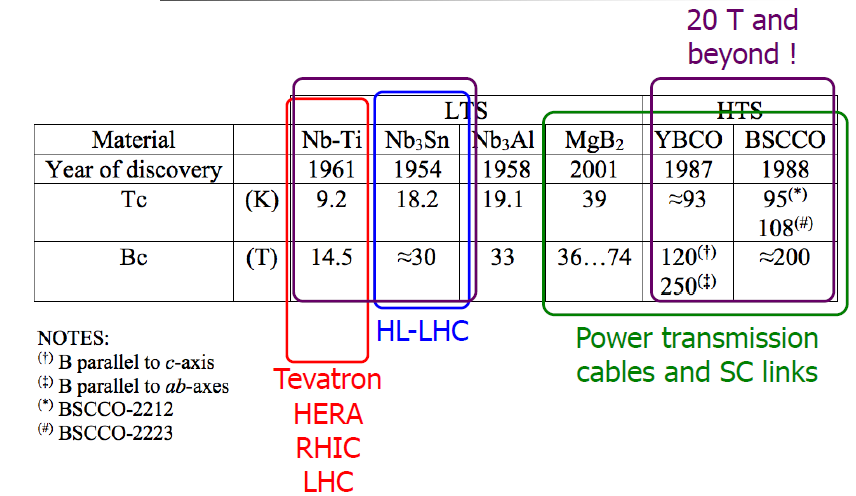 20 T and
beyond !
LTS HTS
Material Nb-Ti Nb₃Sn Nb₃Al MgB₂ YBCO BSCCO
Year of discovery 1961 1954 1958 2001 1987 1988
Tc (K) 9.2 18.2 19.1 39 ≈93 95(*)
108(#)
Bc (T) 14.5 ≈30 33 36…74 120(†) ≈200
250(‡)
NOTES:
(†) B parallel to c-axis
(‡) B parallel to ab-axes
(*) BSCCO-2212
(#) BSCCO-2223
HL-LHC
Tevatron
HERA
RHIC
LHC
Power transmission
cables and SC links